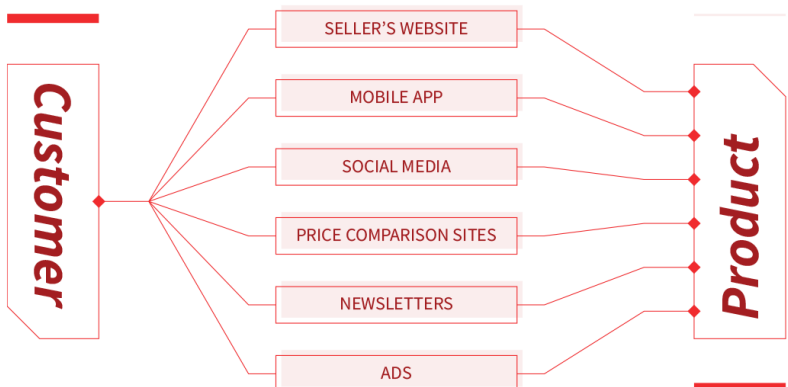 Customer
SELLER’S WEBSITE
MOBILE APP
SOCIAL MEDIA
PRICE COMPARISON SITES
NEWSLETTERS
ADS
Product